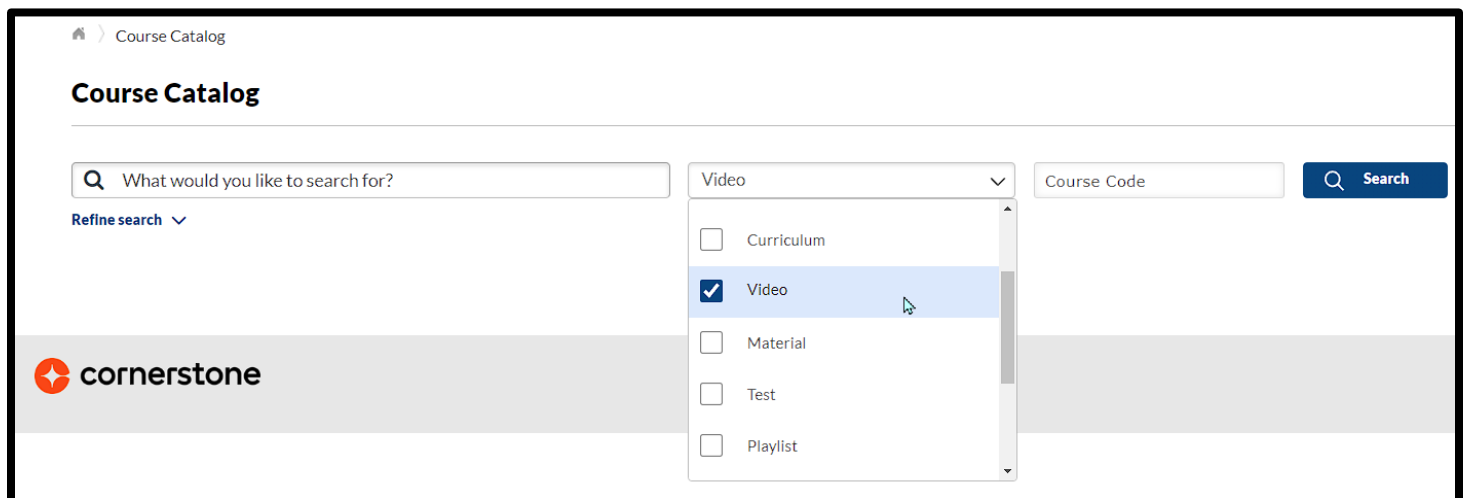 Course Catalog
Course Catalog
What would you like to search for?
Video
Course Code
Search
Refine search
Curriculum
Video
Material
Test
Playlist
cornerstone